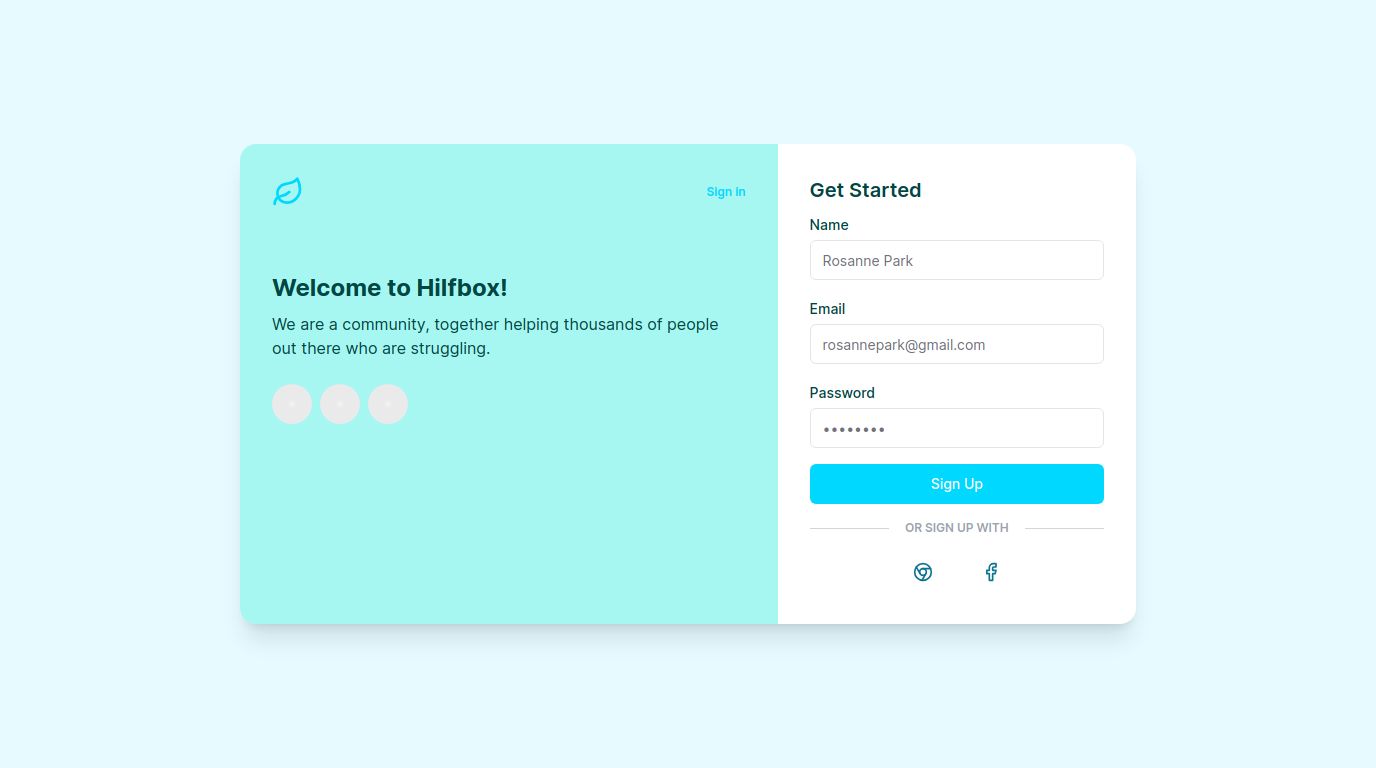 Sign in
Welcome to Hilfbox!
We are a community, together helping thousands of people
out there who are struggling.
Get Started
Name
Rosanne Park
Email
rosannepark@gmail.com
Password
••••••••
Sign Up
OR SIGN UP WITH